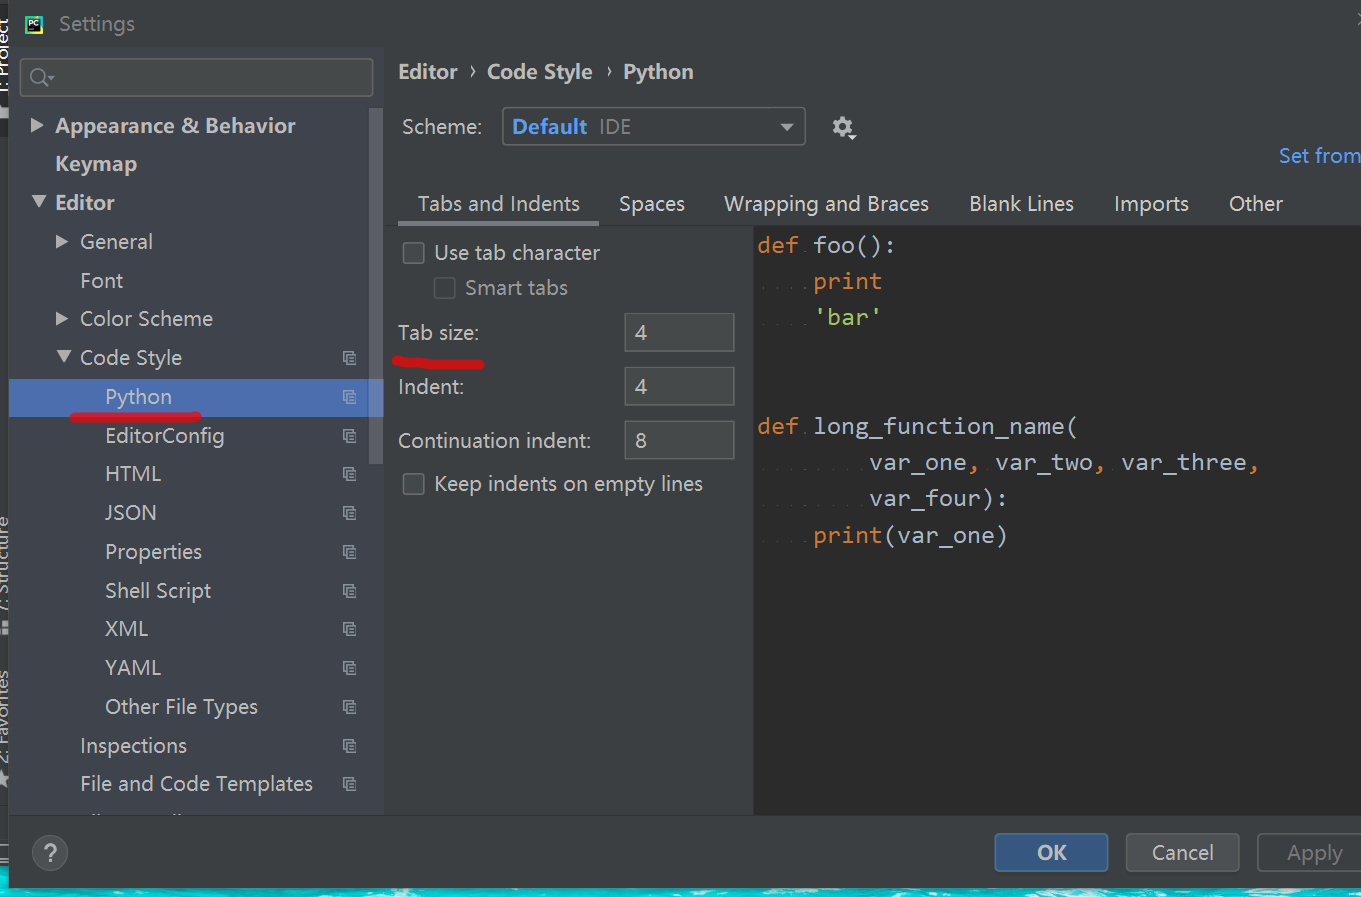 PC
Settings
1: Project
Editor › Code Style › Python
Appearance & Behavior
Scheme: Default IDE
Keymap
Set from
Editor
Tabs and Indents Spaces Wrapping and Braces Blank Lines Imports Other
General
Font
Color Scheme
Code Style
Python
EditorConfig
HTML
JSON
Properties
Shell Script
XML
YAML
Other File Types
Inspections
File and Code Templates
Use tab character
Smart tabs
Tab size: 4
Indent: 4
Continuation indent: 8
Keep indents on empty lines
def foo():
print
'bar'
def long_function_name(
var_one, var_two, var_three,
var_four):
print(var_one)
7: Structure
2: Favorites
?
OK Cancel Apply